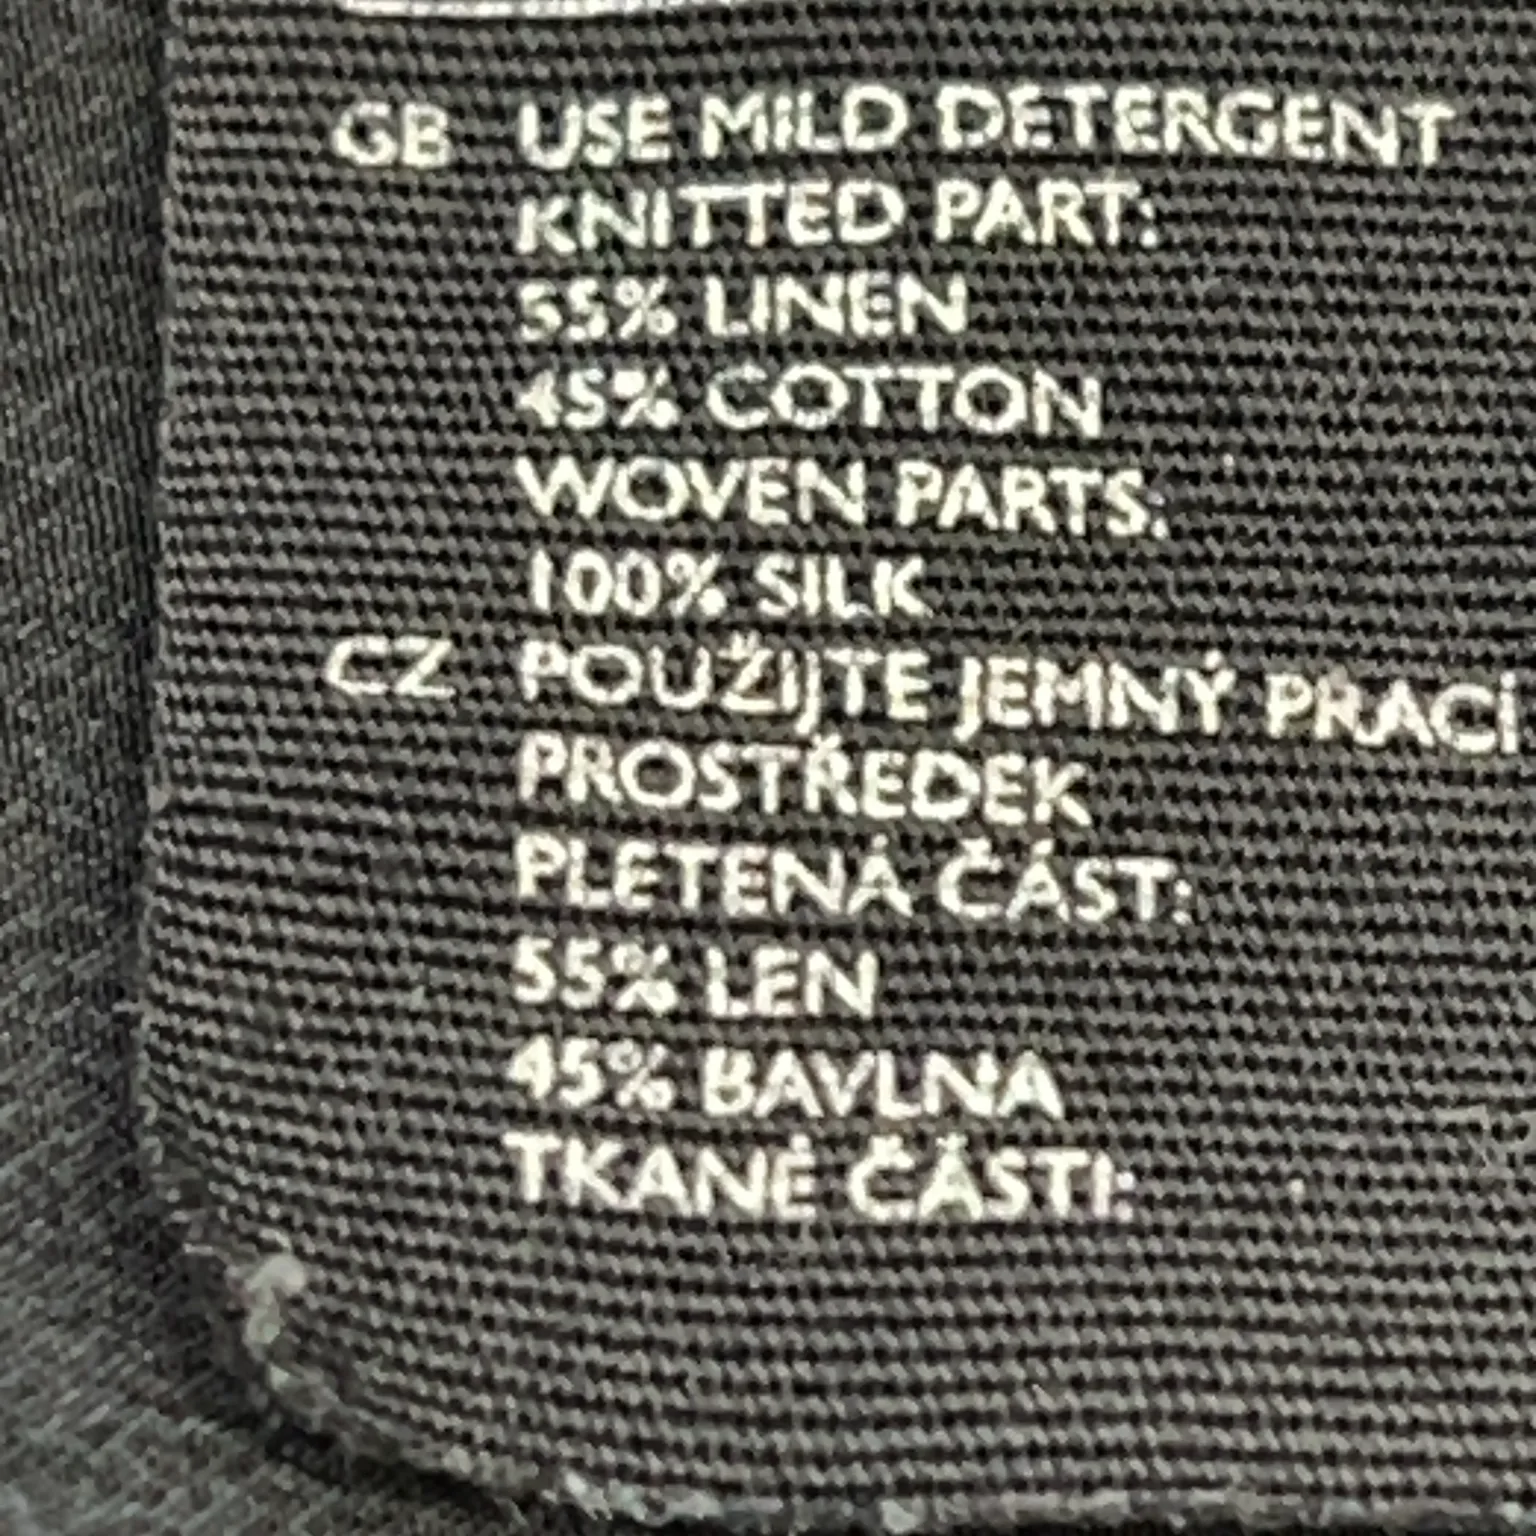 GB USE MILD DETERGENT
KNITTED PART:
55% LINEN
45% COTTON
WOVEN PARTS:
100% SILK
CZ POUŽIJTE JEMNÝ PRACÍ
PROSTŘEDEK
PLETENÁ ČÁST:
55% LEN
45% BAVLNA
TKANÉ ČÁSTI: